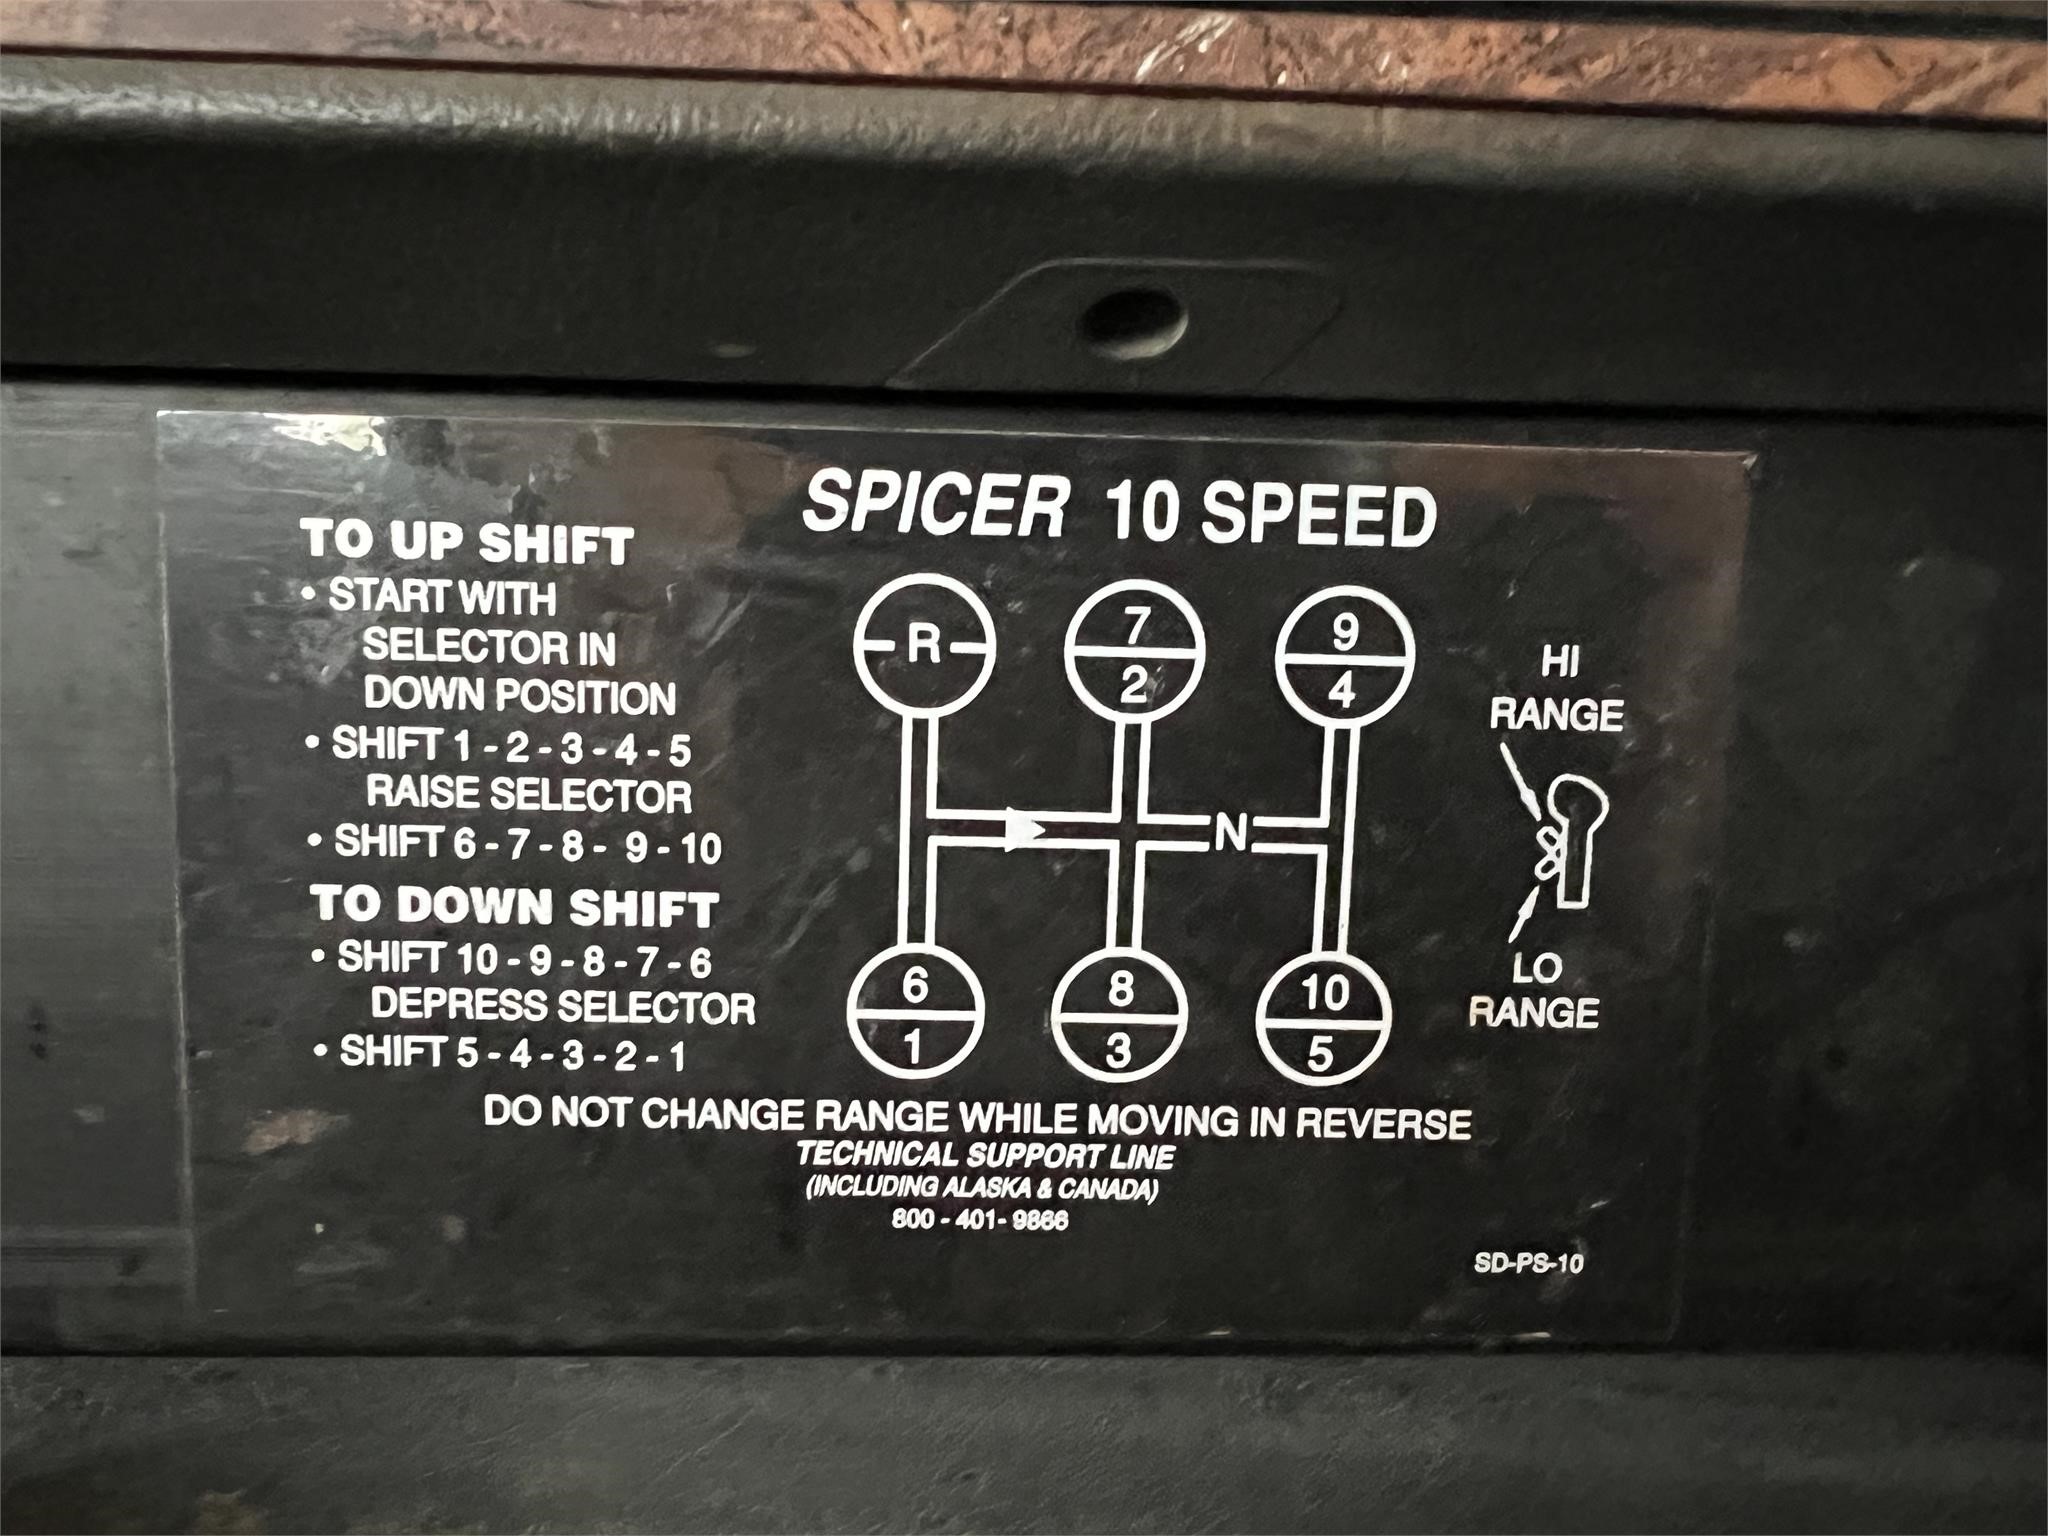 SPICER 10 SPEED
TO UP SHIFT
• START WITH
SELECTOR IN
DOWN POSITION
• SHIFT 1 - 2 - 3 - 4 - 5
RAISE SELECTOR
• SHIFT 6 - 7 - 8 - 9 - 10
TO DOWN SHIFT
• SHIFT 10 - 9 - 8 - 7 - 6
DEPRESS SELECTOR
• SHIFT 5 - 4 - 3 - 2 - 1
R
7
2
9
4
N
6
1
8
3
10
5
HI
RANGE
LO
RANGE
DO NOT CHANGE RANGE WHILE MOVING IN REVERSE
TECHNICAL SUPPORT LINE
(INCLUDING ALASKA & CANADA)
800 - 401 - 9866
SD-PS-10